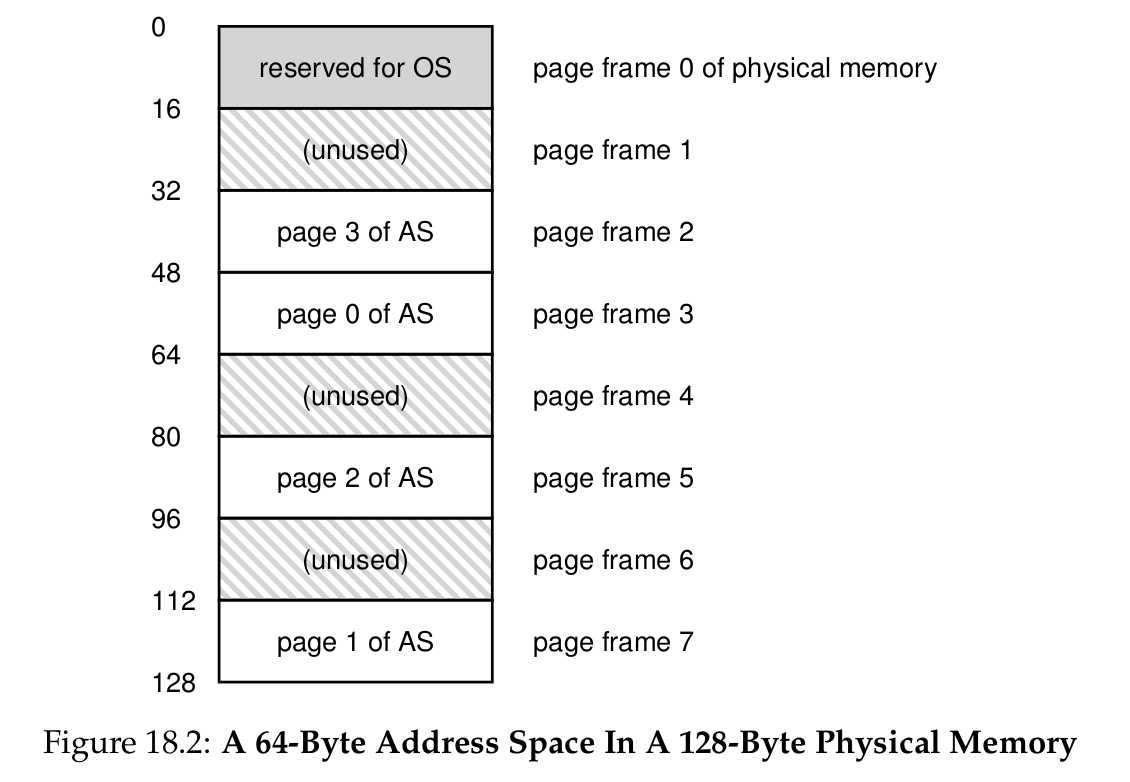 0
reserved for OS page frame 0 of physical memory
16
(unused) page frame 1
32
page 3 of AS page frame 2
48
page 0 of AS page frame 3
64
(unused) page frame 4
80
page 2 of AS page frame 5
96
(unused) page frame 6
112
page 1 of AS page frame 7
128
Figure 18.2: A 64-Byte Address Space In A 128-Byte Physical Memory